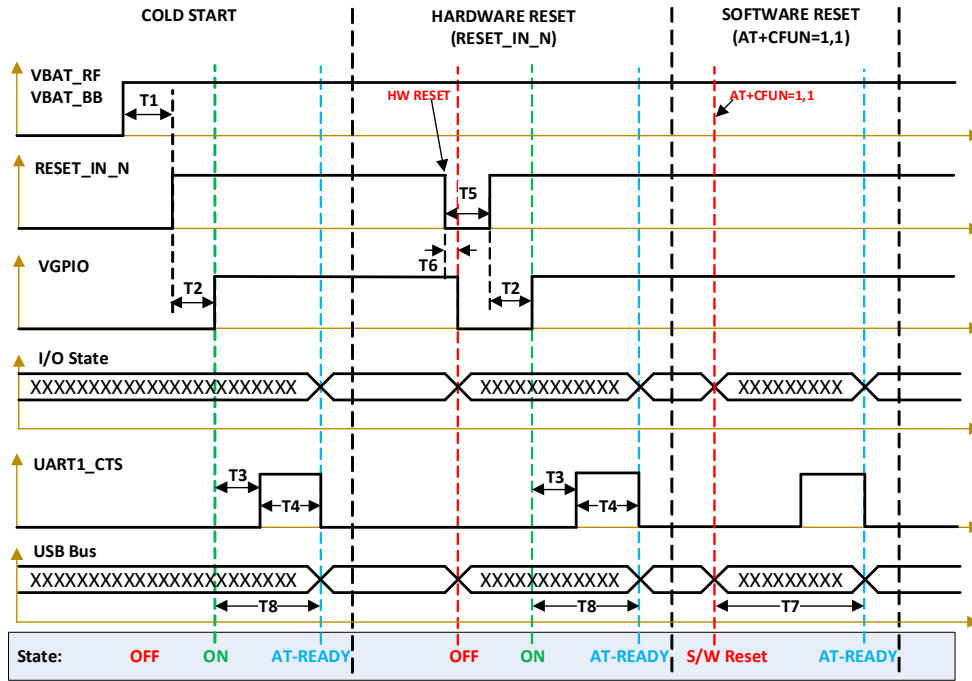 COLD START
HARDWARE RESET
(RESET_IN_N)
SOFTWARE RESET
(AT+CFUN=1,1)
VBAT_RF
VBAT_BB
T1
HW RESET
AT+CFUN=1,1
RESET_IN_N
T5
T6
VGPIO
T2
T2
I/O State
XXXXXXXXXXXXXXXXXXXXXXX
XXXXXXXXXXXX
XXXXXXXXX
UART1_CTS
T3
T4
T3
T4
USB Bus
XXXXXXXXXXXXXXXXXXXXXXX
XXXXXXXXXXXX
XXXXXXXXX
T8
T8
T7
State: OFF ON AT-READY OFF ON AT-READY S/W Reset AT-READY